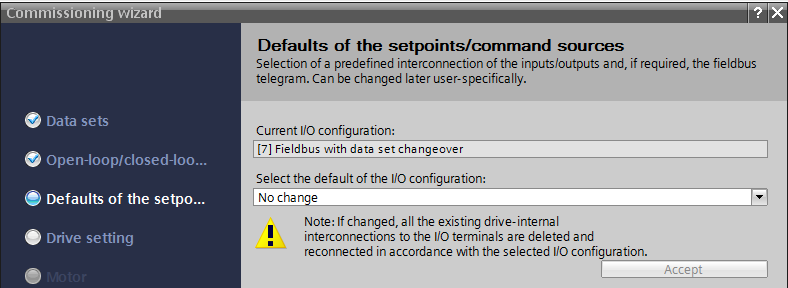 Commissioning wizard
? X
Defaults of the setpoints/command sources
Selection of a predefined interconnection of the inputs/outputs and, if required, the fieldbus
telegram. Can be changed later user-specifically.
Data sets
Open-loop/closed-loo...
Defaults of the setpo...
Drive setting
Motor
Current I/O configuration:
[7] Fieldbus with data set changeover
Select the default of the I/O configuration:
No change
Note: If changed, all the existing drive-internal
interconnections to the I/O terminals are deleted and
reconnected in accordance with the selected I/O configuration.
Accept